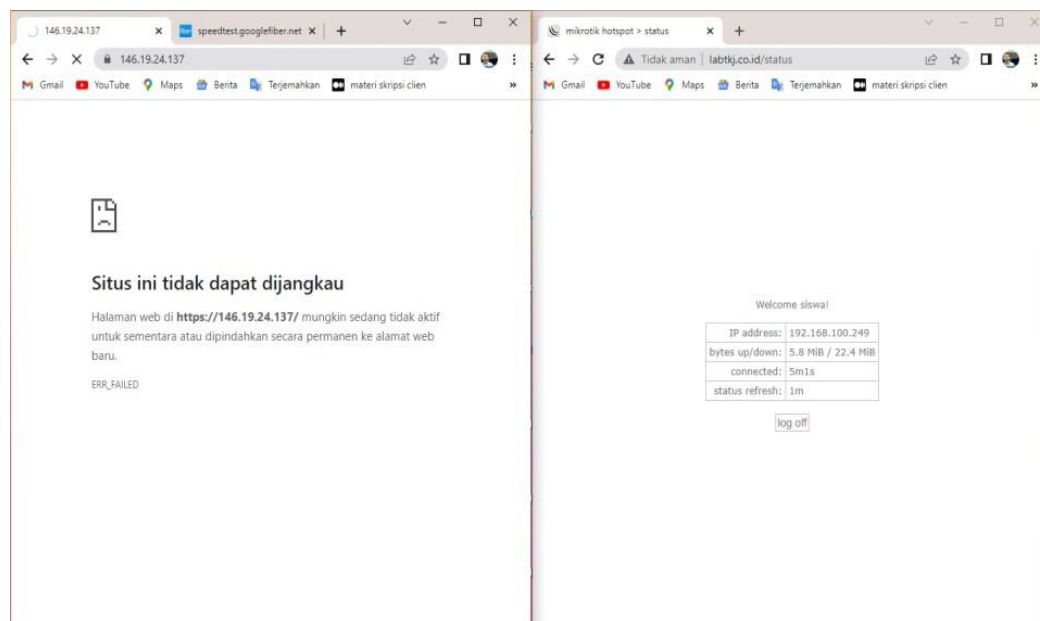 146.19.24.137
speedtest.googlefiber.net
146.19.24.137
Gmail YouTube Maps Berita Terjemahkan materi skripsi clien »
Situs ini tidak dapat dijangkau
Halaman web di https://146.19.24.137/ mungkin sedang tidak aktif
untuk sementara atau dipindahkan secara permanen ke alamat web
baru.
ERR_FAILED
mikrotik hotspot > status
Tidak aman | labtkj.co.id/status
Gmail YouTube Maps Berita Terjemahkan materi skripsi clien »
Welcome siswa!
IP address: 192.168.100.249
bytes up/down: 5.8 MiB / 22.4 MiB
connected: 5m1s
status refresh: 1m
log off